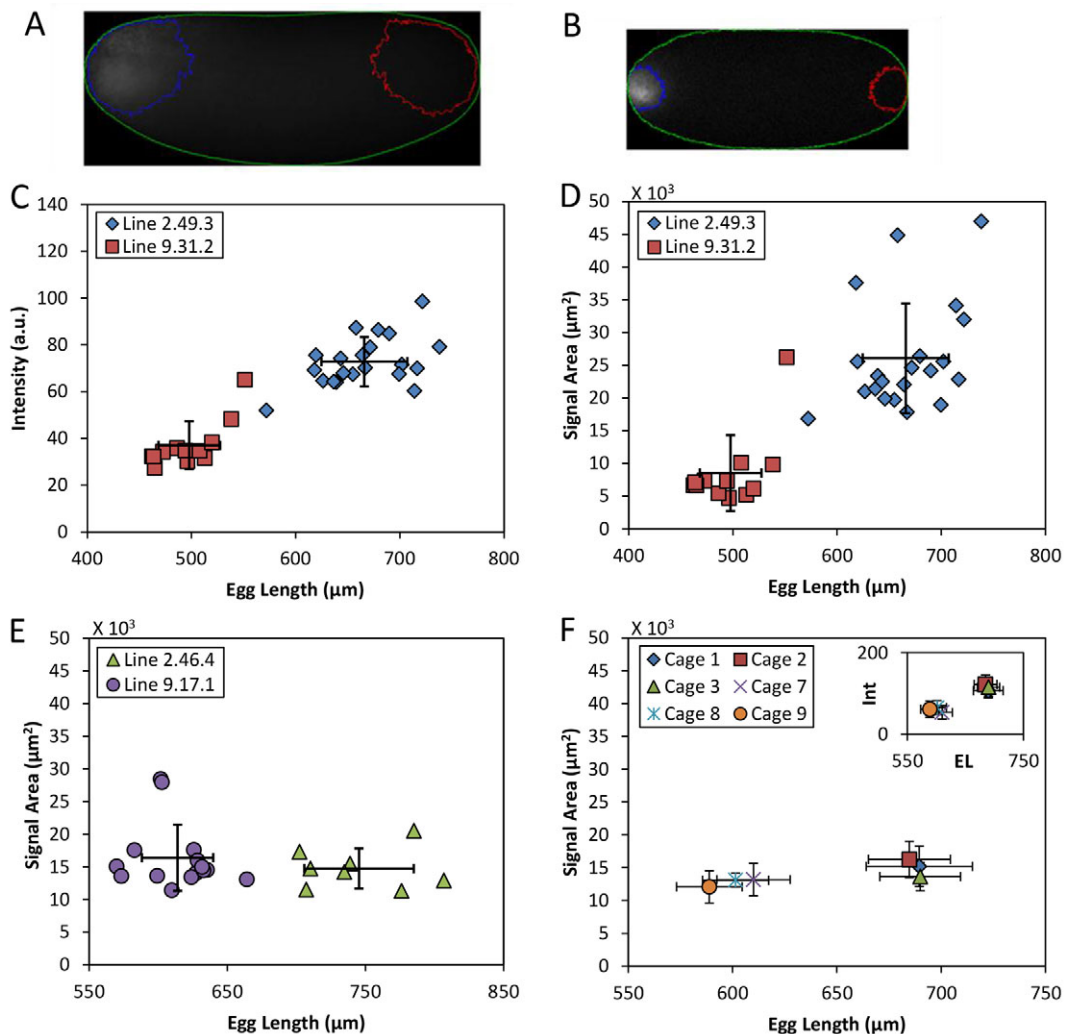 A
B
C
140
120
100
80
60
40
20
0
Intensity (a.u.)
Line 2.49.3
Line 9.31.2
400 500 600 700 800
Egg Length (µm)
D
X 10³
50
45
40
35
30
25
20
15
10
5
0
Signal Area (µm²)
Line 2.49.3
Line 9.31.2
400 500 600 700 800
Egg Length (µm)
E
X 10³
50
45
40
35
30
25
20
15
10
5
0
Signal Area (µm²)
Line 2.46.4
Line 9.17.1
550 650 750 850
Egg Length (µm)
F
X 10³
50
45
40
35
30
25
20
15
10
5
0
Signal Area (µm²)
Cage 1 Cage 2
Cage 3 Cage 7
Cage 8 Cage 9
200
Int
0
550 EL 750
550 600 650 700 750
Egg Length (µm)